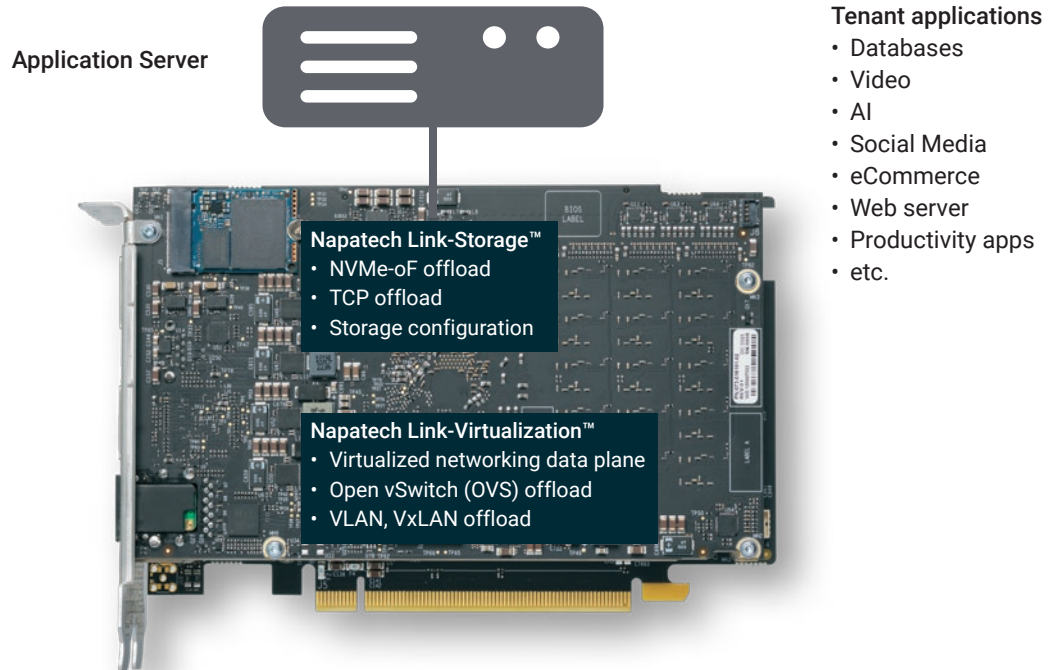 Application Server
Tenant applications
• Databases
• Video
• AI
• Social Media
• eCommerce
• Web server
• Productivity apps
• etc.
BIOS
LABEL
Napatech Link-Storage™
• NVMe-oF offload
• TCP offload
• Storage configuration
Napatech Link-Virtualization™
• Virtualized networking data plane
• Open vSwitch (OVS) offload
• VLAN, VxLAN offload
LABEL A
J5